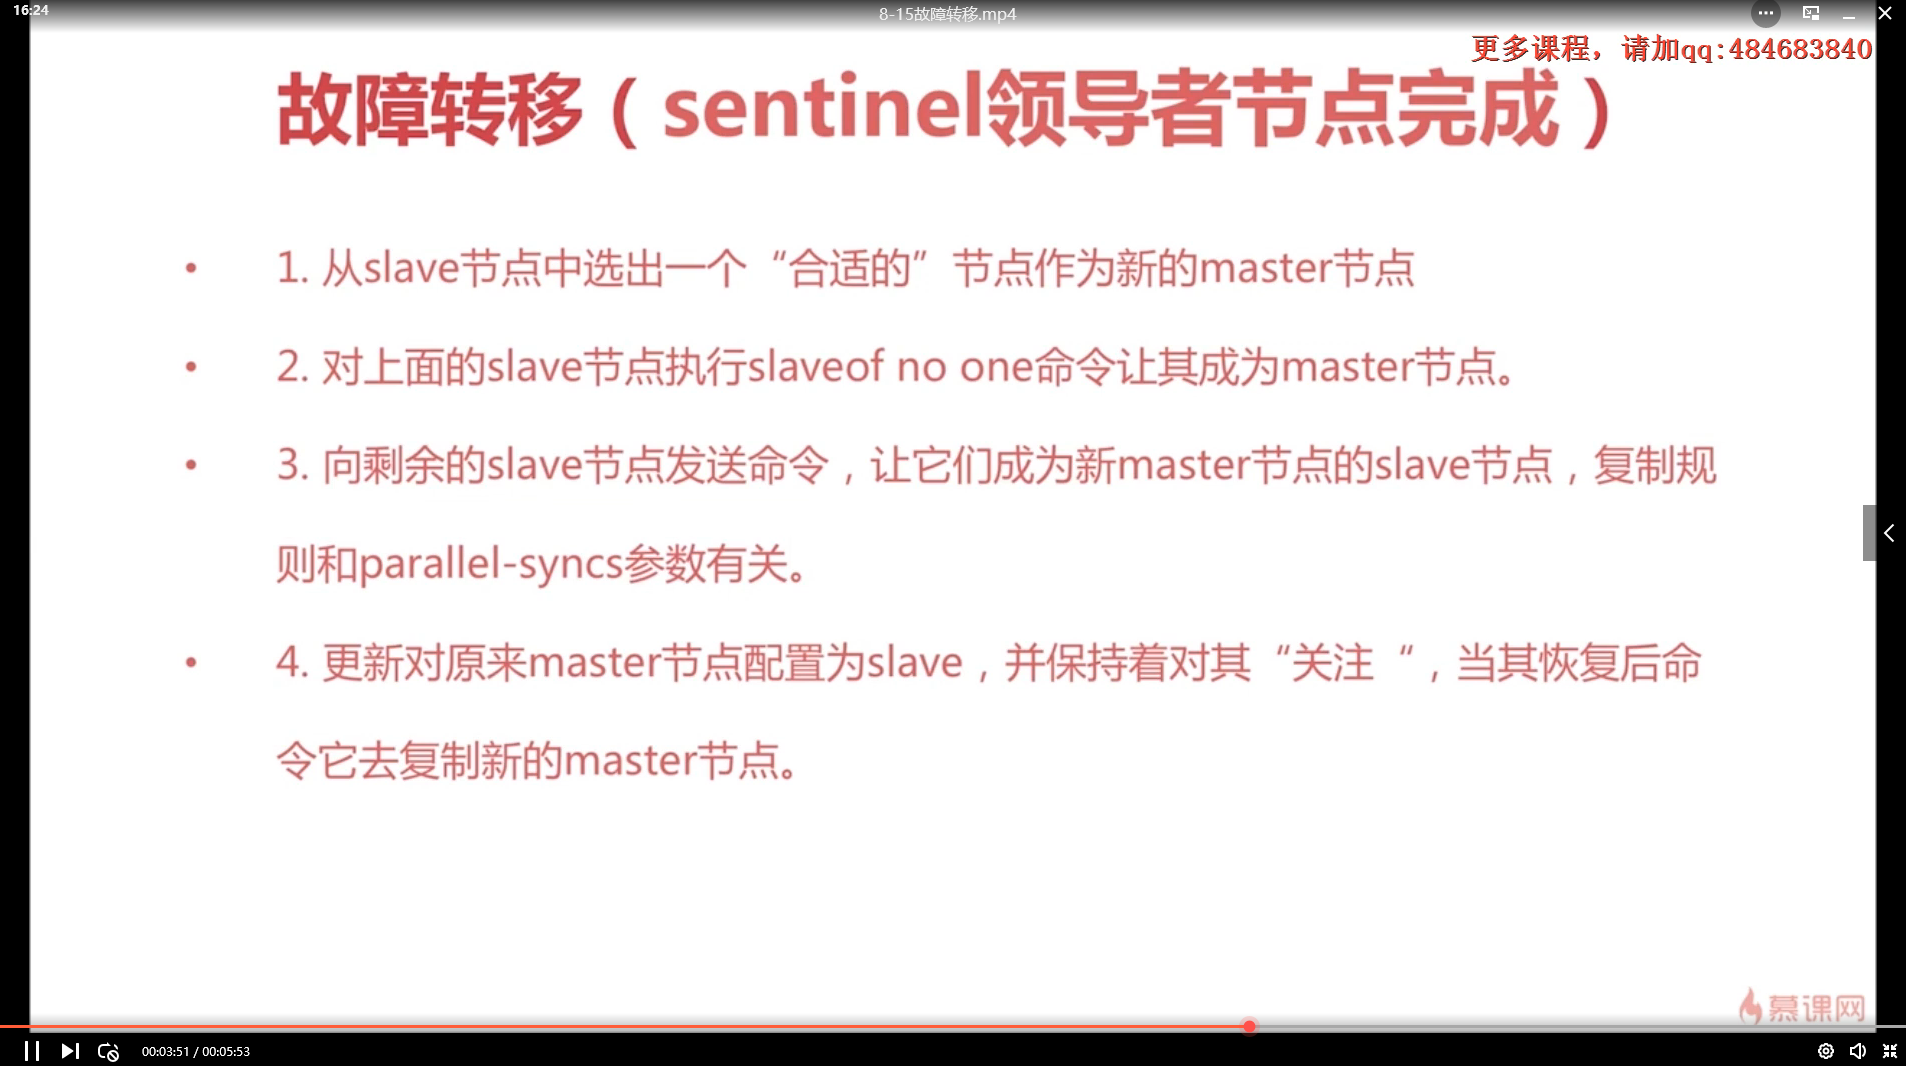 16:24
8-15故障转移.mp4
更多课程，请加qq:484683840
故障转移（sentinel领导者节点完成）
• 1. 从slave节点中选出一个“合适的”节点作为新的master节点
• 2. 对上面的slave节点执行slaveof no one命令让其成为master节点。
• 3. 向剩余的slave节点发送命令，让它们成为新master节点的slave节点，复制规
则和parallel-syncs参数有关。
• 4. 更新对原来master节点配置为slave，并保持着对其“关注“，当其恢复后命
令它去复制新的master节点。
慕课网
00:03:51 / 00:05:53